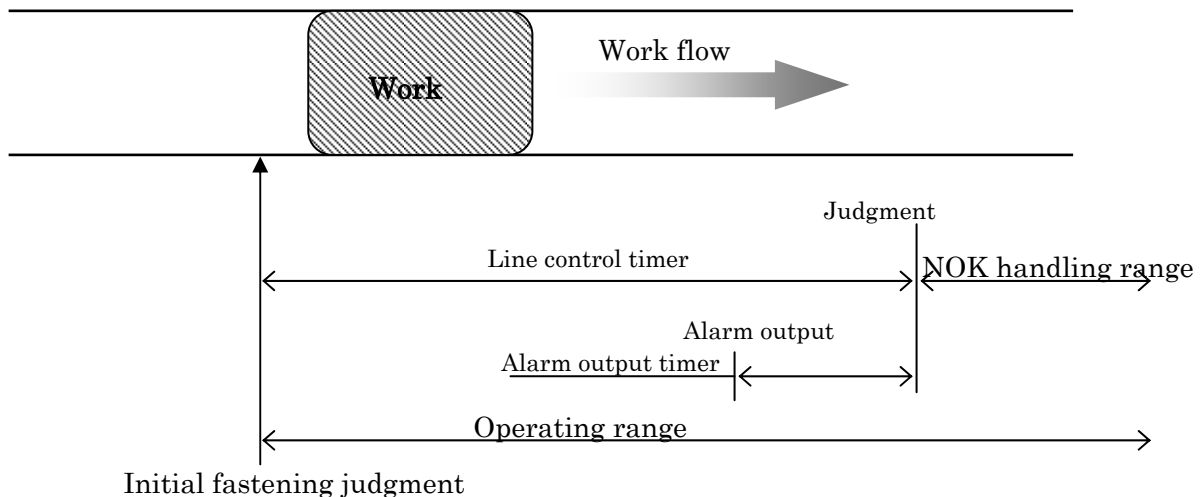 Work flow
Work
Judgment
Line control timer
NOK handling range
Alarm output
Alarm output timer
Operating range
Initial fastening judgment